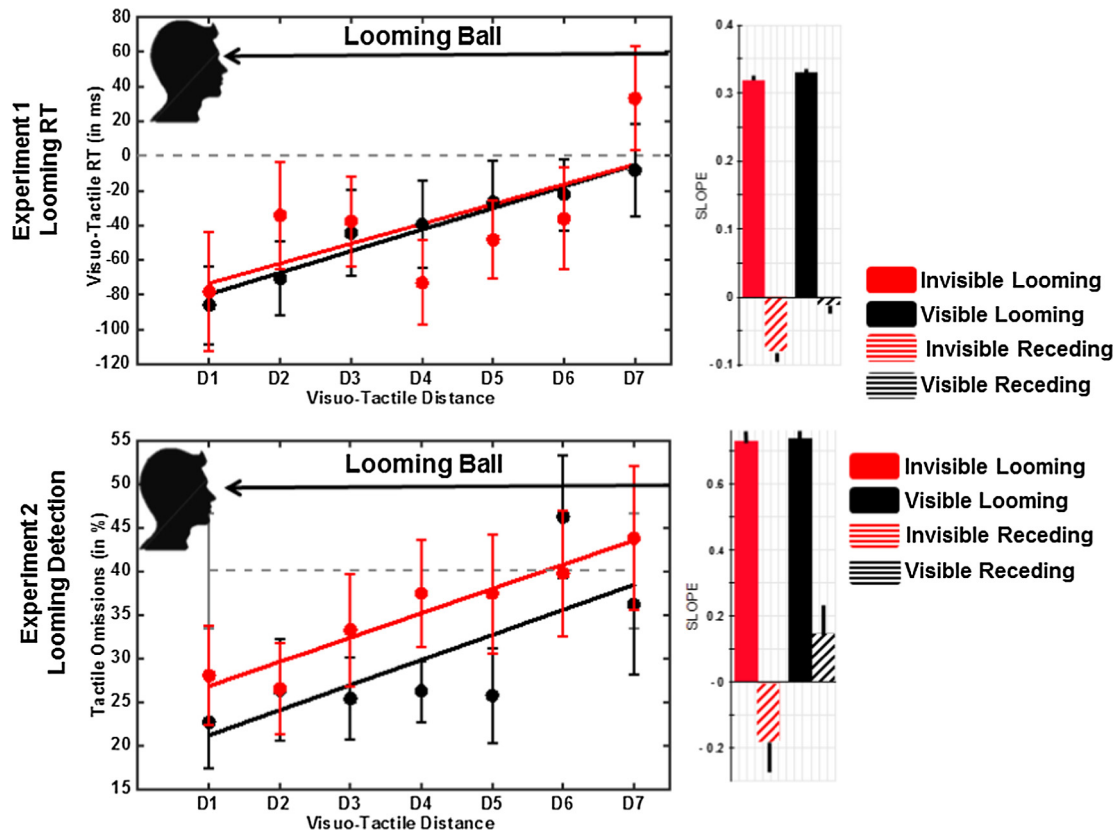 Experiment 1
Looming RT
Visuo-Tactile RT (in ms)
80
60
40
20
0
-20
-40
-60
-80
-100
-120
Looming Ball
D1 D2 D3 D4 D5 D6 D7
Visuo-Tactile Distance
SLOPE
0.4
0.3
0.2
0.1
0
-0.1
Invisible Looming
Visible Looming
Invisible Receding
Visible Receding
Experiment 2
Looming Detection
Tactile Omissions (in %)
55
50
45
40
35
30
25
20
15
Looming Ball
D1 D2 D3 D4 D5 D6 D7
Visuo-Tactile Distance
SLOPE
0.6
0.4
0.2
-0
-0.2
Invisible Looming
Visible Looming
Invisible Receding
Visible Receding